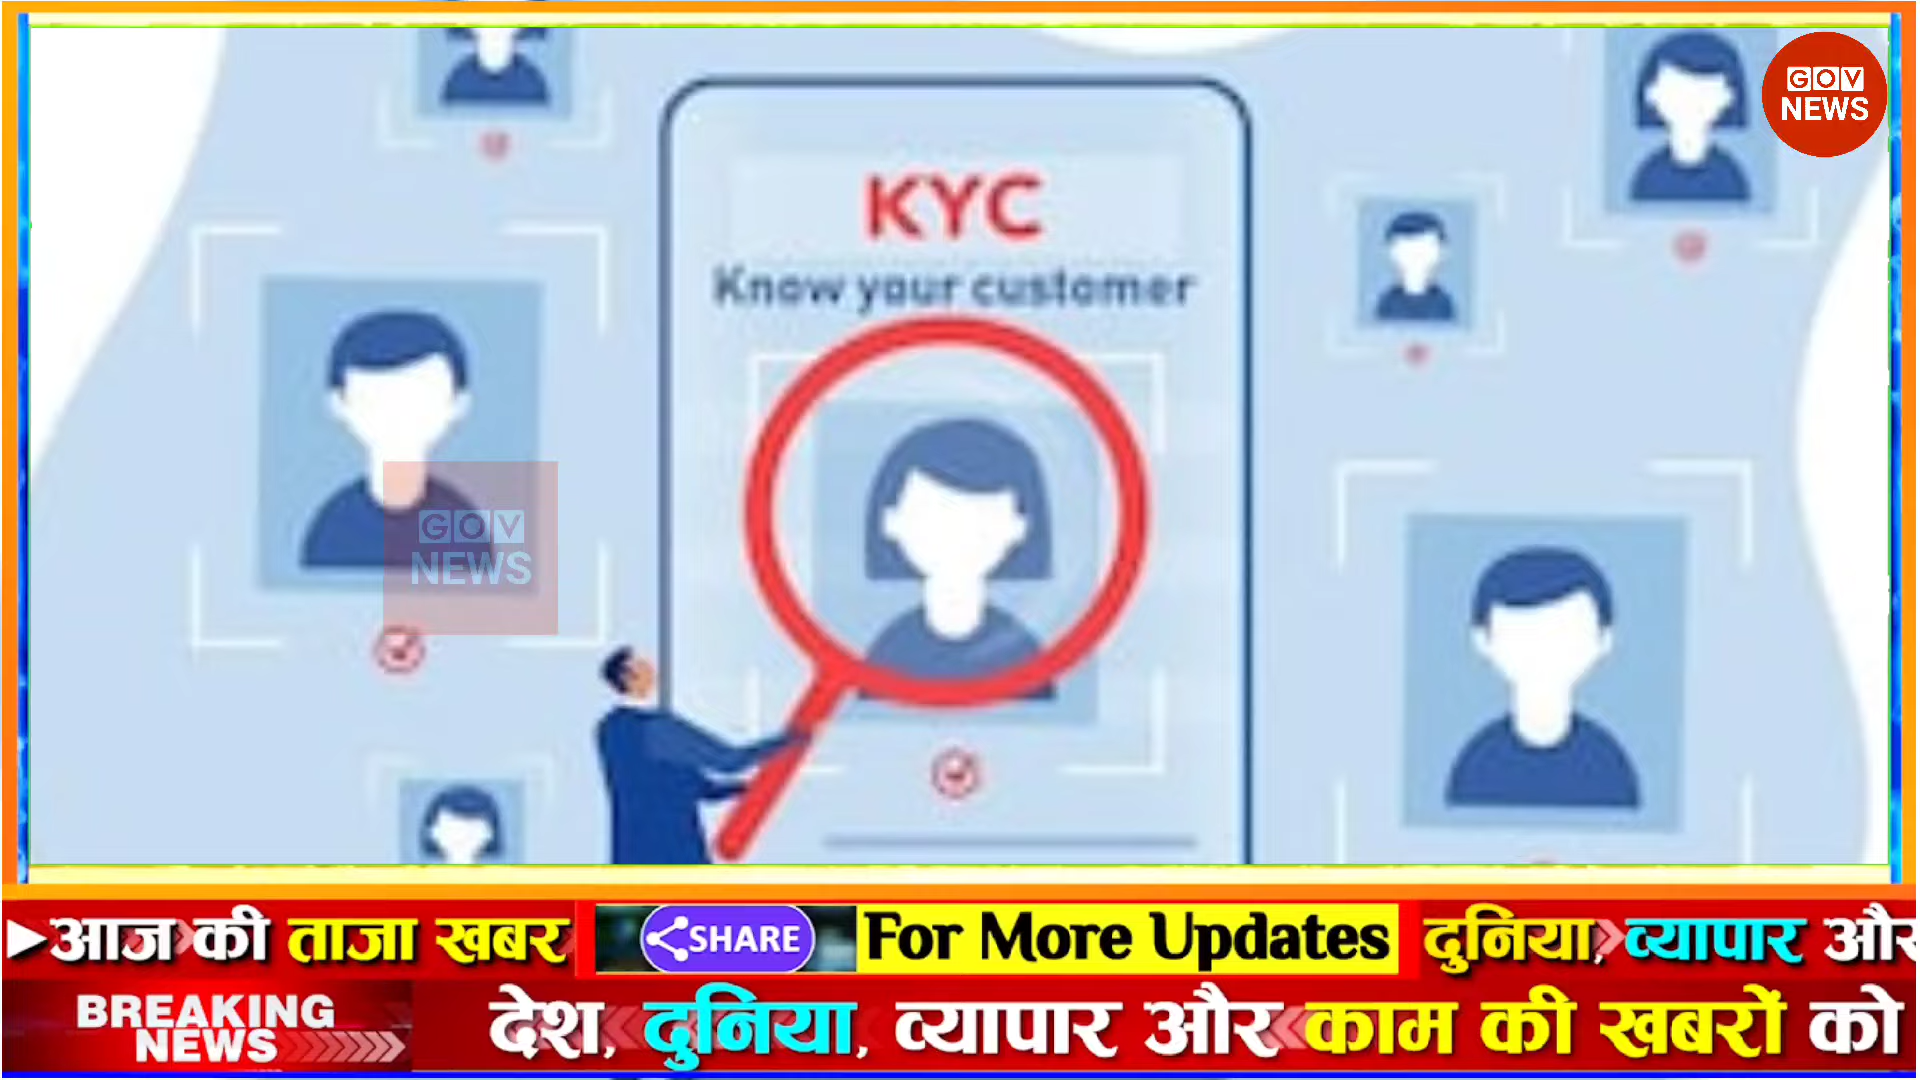 GOV
NEWS
KYC
Know your customer
GOV
NEWS
आज की ताजा खबर
SHARE
For More Updates
दुनिया, व्यापार और
BREAKING
NEWS
देश, दुनिया, व्यापार और काम की खबरों को